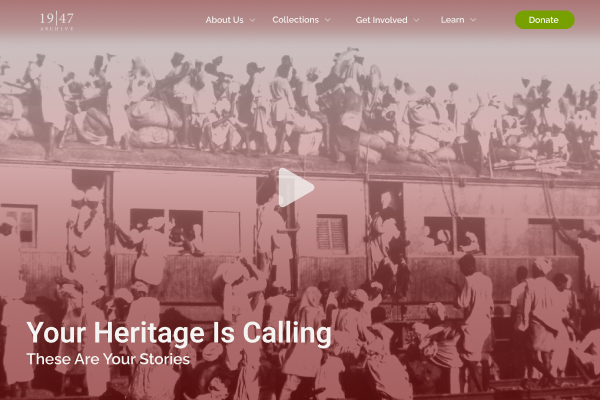 19|47
ARCHIVE
About Us
Collections
Get Involved
Learn
Donate
Your Heritage Is Calling
These Are Your Stories